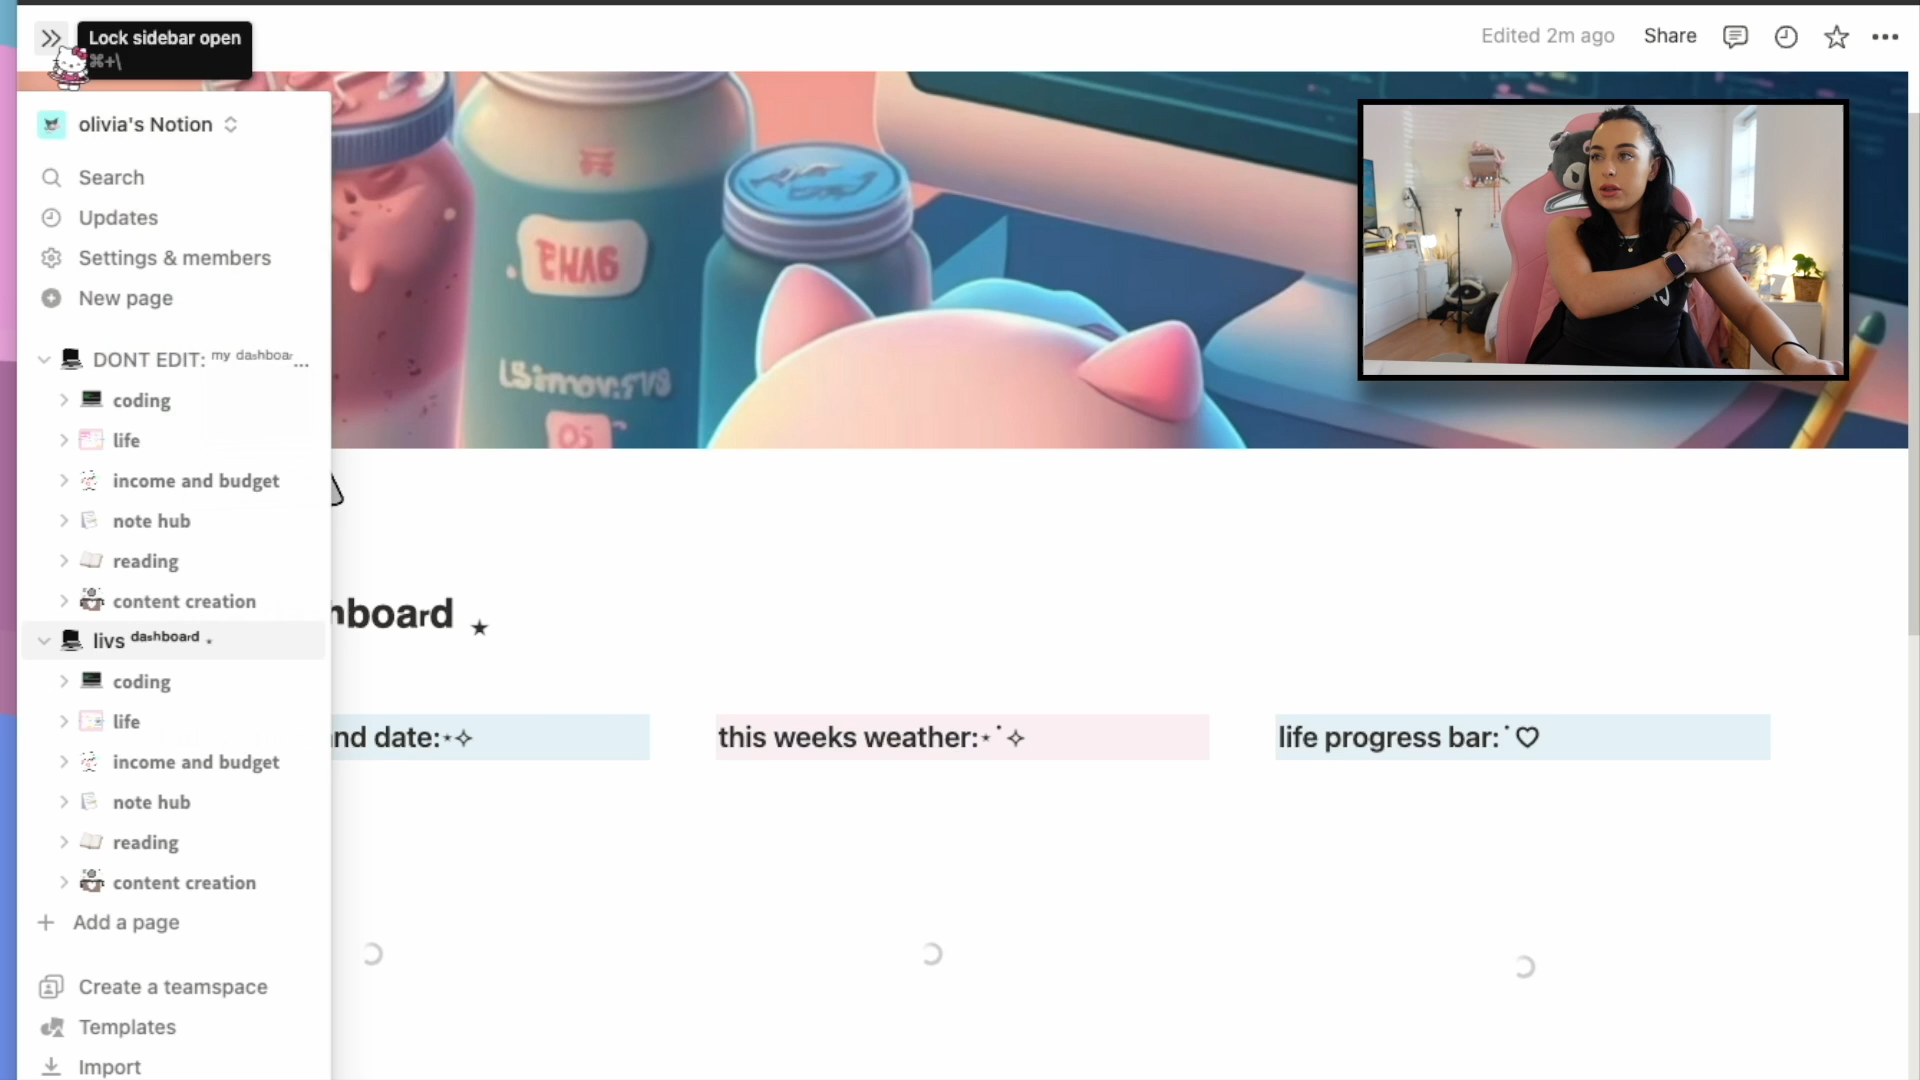 Lock sidebar open
⌘+\
Edited 2m ago
Share
olivia's Notion
Search
Updates
Settings & members
New page
DONT EDIT: ᵐʸ ᵈᵃˢʰᵇᵒᵃʳ...
coding
life
income and budget
note hub
reading
content creation
livs ᵈᵃˢʰᵇᵒᵃʳᵈ ⋆
coding
life
income and budget
note hub
reading
content creation
Add a page
Create a teamspace
Templates
Import
hboard ⋆
nd date:⋆✧
this weeks weather:⋆˙✧
life progress bar:˙♡